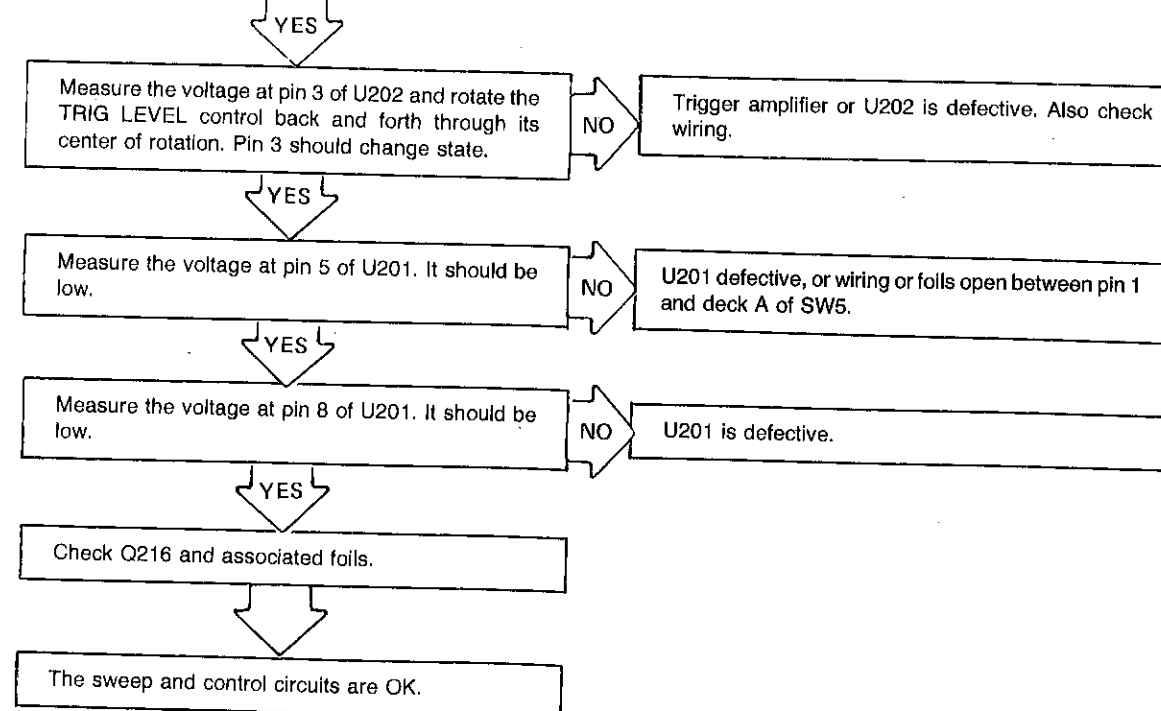 YES
Measure the voltage at pin 3 of U202 and rotate the
TRIG LEVEL control back and forth through its
center of rotation. Pin 3 should change state.
NO
Trigger amplifier or U202 is defective. Also check
wiring.
YES
Measure the voltage at pin 5 of U201. It should be
low.
NO
U201 defective, or wiring or foils open between pin 1
and deck A of SW5.
YES
Measure the voltage at pin 8 of U201. It should be
low.
NO
U201 is defective.
YES
Check Q216 and associated foils.
The sweep and control circuits are OK.